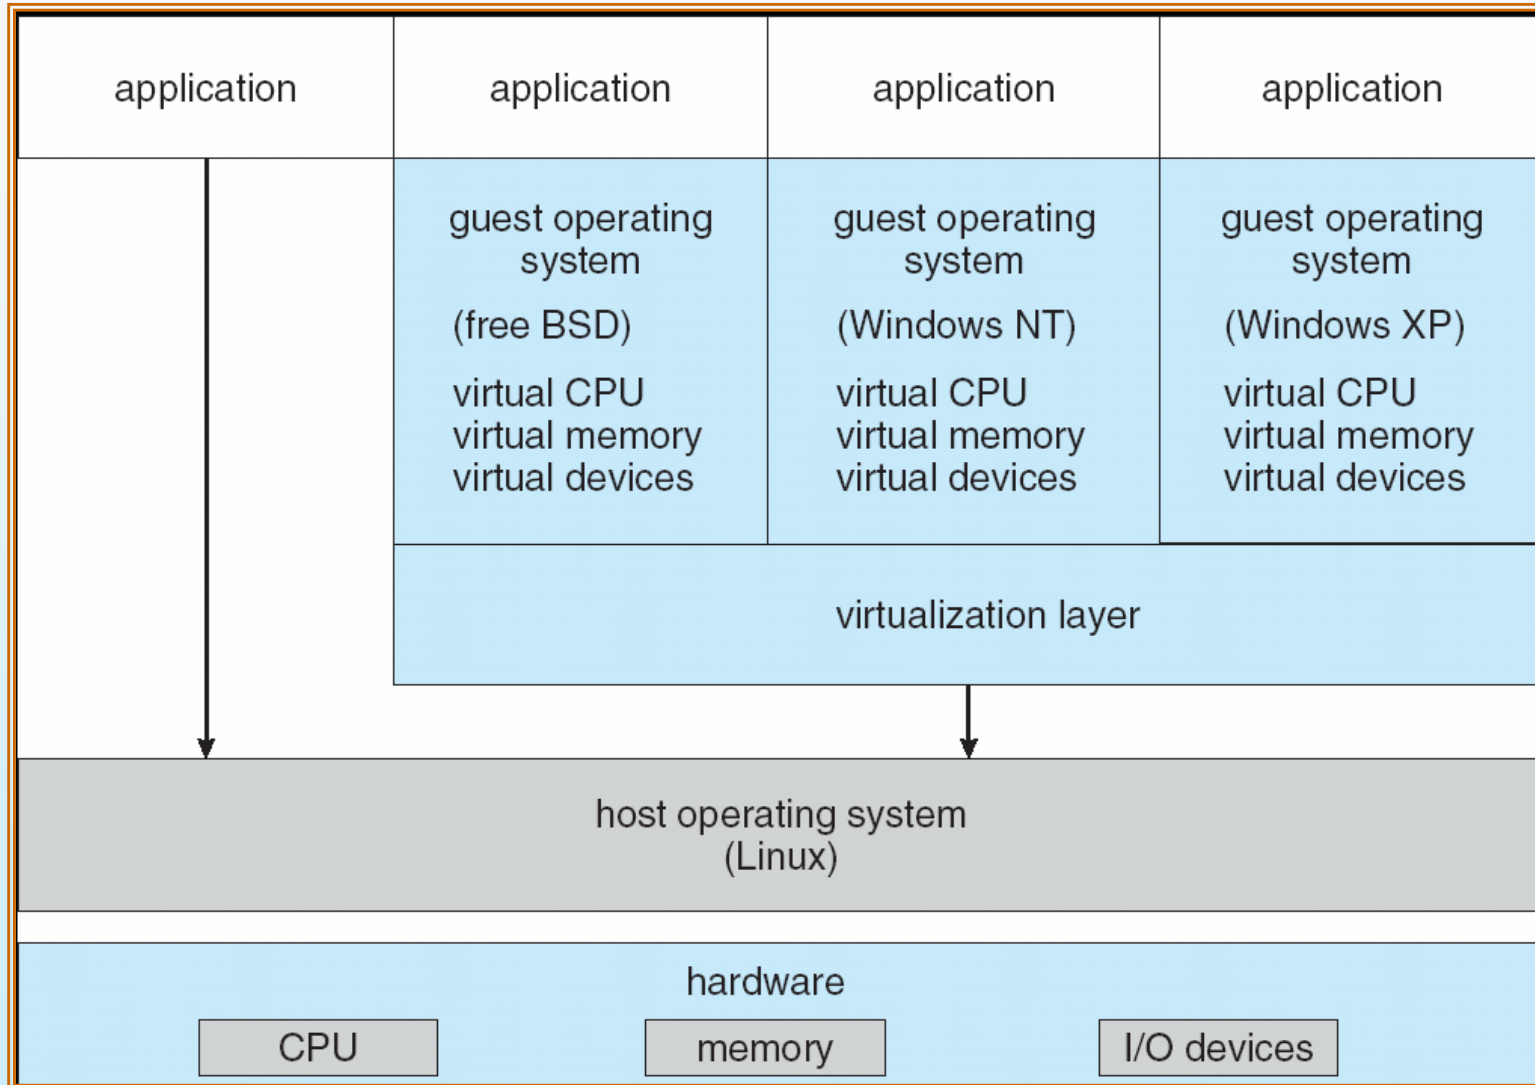 application
application
application
application
guest operating
system
(free BSD)
virtual CPU
virtual memory
virtual devices
guest operating
system
(Windows NT)
virtual CPU
virtual memory
virtual devices
guest operating
system
(Windows XP)
virtual CPU
virtual memory
virtual devices
virtualization layer
host operating system
(Linux)
hardware
CPU
memory
I/O devices